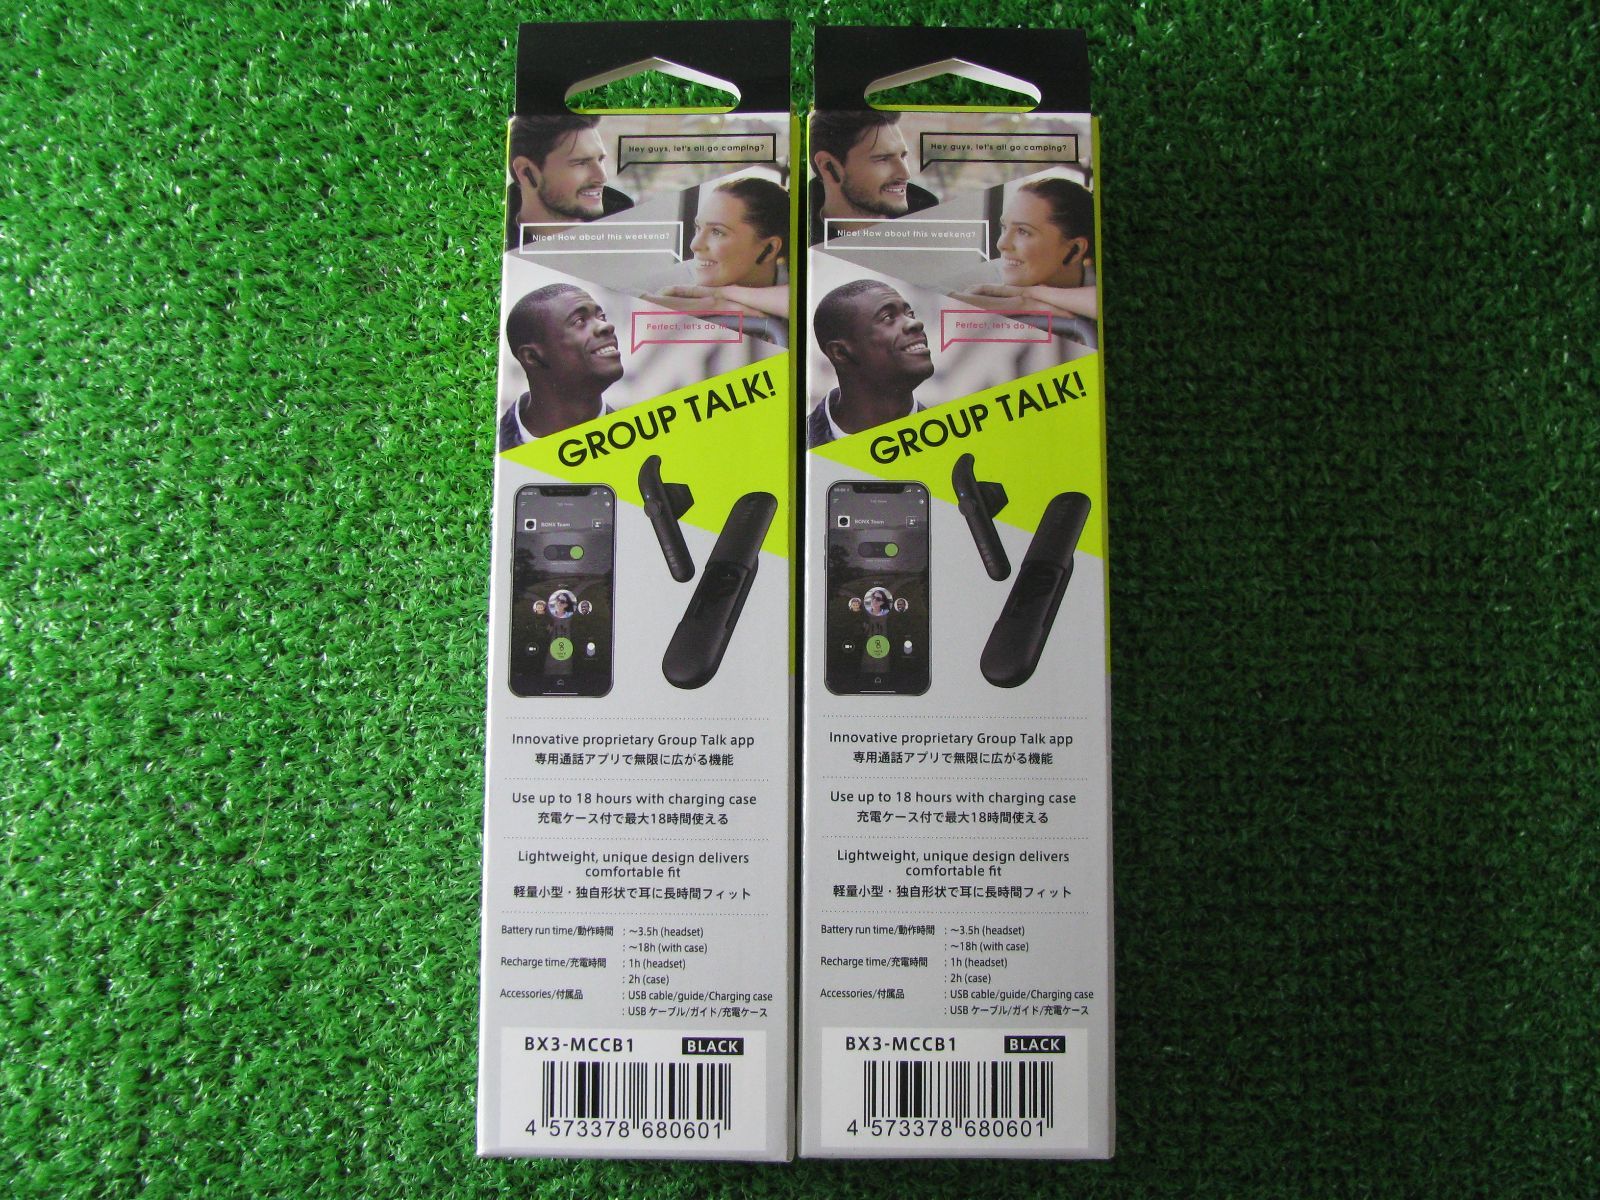 Hey guys, let's all go camping?
Nice! How about this weekend?
Perfect, let's do it!
GROUP TALK!
BONX Team
Innovative proprietary Group Talk app
専用通話アプリで無限に広がる機能
Use up to 18 hours with charging case
充電ケース付で最大18時間使える
Lightweight, unique design delivers
comfortable fit
軽量小型・独自形状で耳に長時間フィット
Battery run time/動作時間 : ～3.5h (headset)
: ～18h (with case)
Recharge time/充電時間 : 1h (headset)
: 2h (case)
Accessories/付属品 : USB cable/guide/Charging case
: USB ケーブル/ガイド/充電ケース
BX3-MCCB1 BLACK
4 573378 680601
Hey guys, let's all go camping?
Nice! How about this weekend?
Perfect, let's do it!
GROUP TALK!
BONX Team
Innovative proprietary Group Talk app
専用通話アプリで無限に広がる機能
Use up to 18 hours with charging case
充電ケース付で最大18時間使える
Lightweight, unique design delivers
comfortable fit
軽量小型・独自形状で耳に長時間フィット
Battery run time/動作時間 : ～3.5h (headset)
: ～18h (with case)
Recharge time/充電時間 : 1h (headset)
: 2h (case)
Accessories/付属品 : USB cable/guide/Charging case
: USB ケーブル/ガイド/充電ケース
BX3-MCCB1 BLACK
4 573378 680601